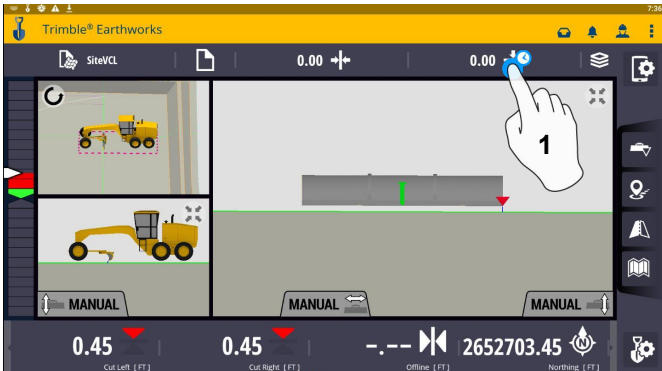 7:36
Trimble® Earthworks
SiteVCL
0.00
0.00
1
MANUAL
MANUAL
MANUAL
0.45
0.45
-.--
2652703.45
N
Cut Left [FT]
Cut Right [FT]
Offline [FT]
Northing [FT]